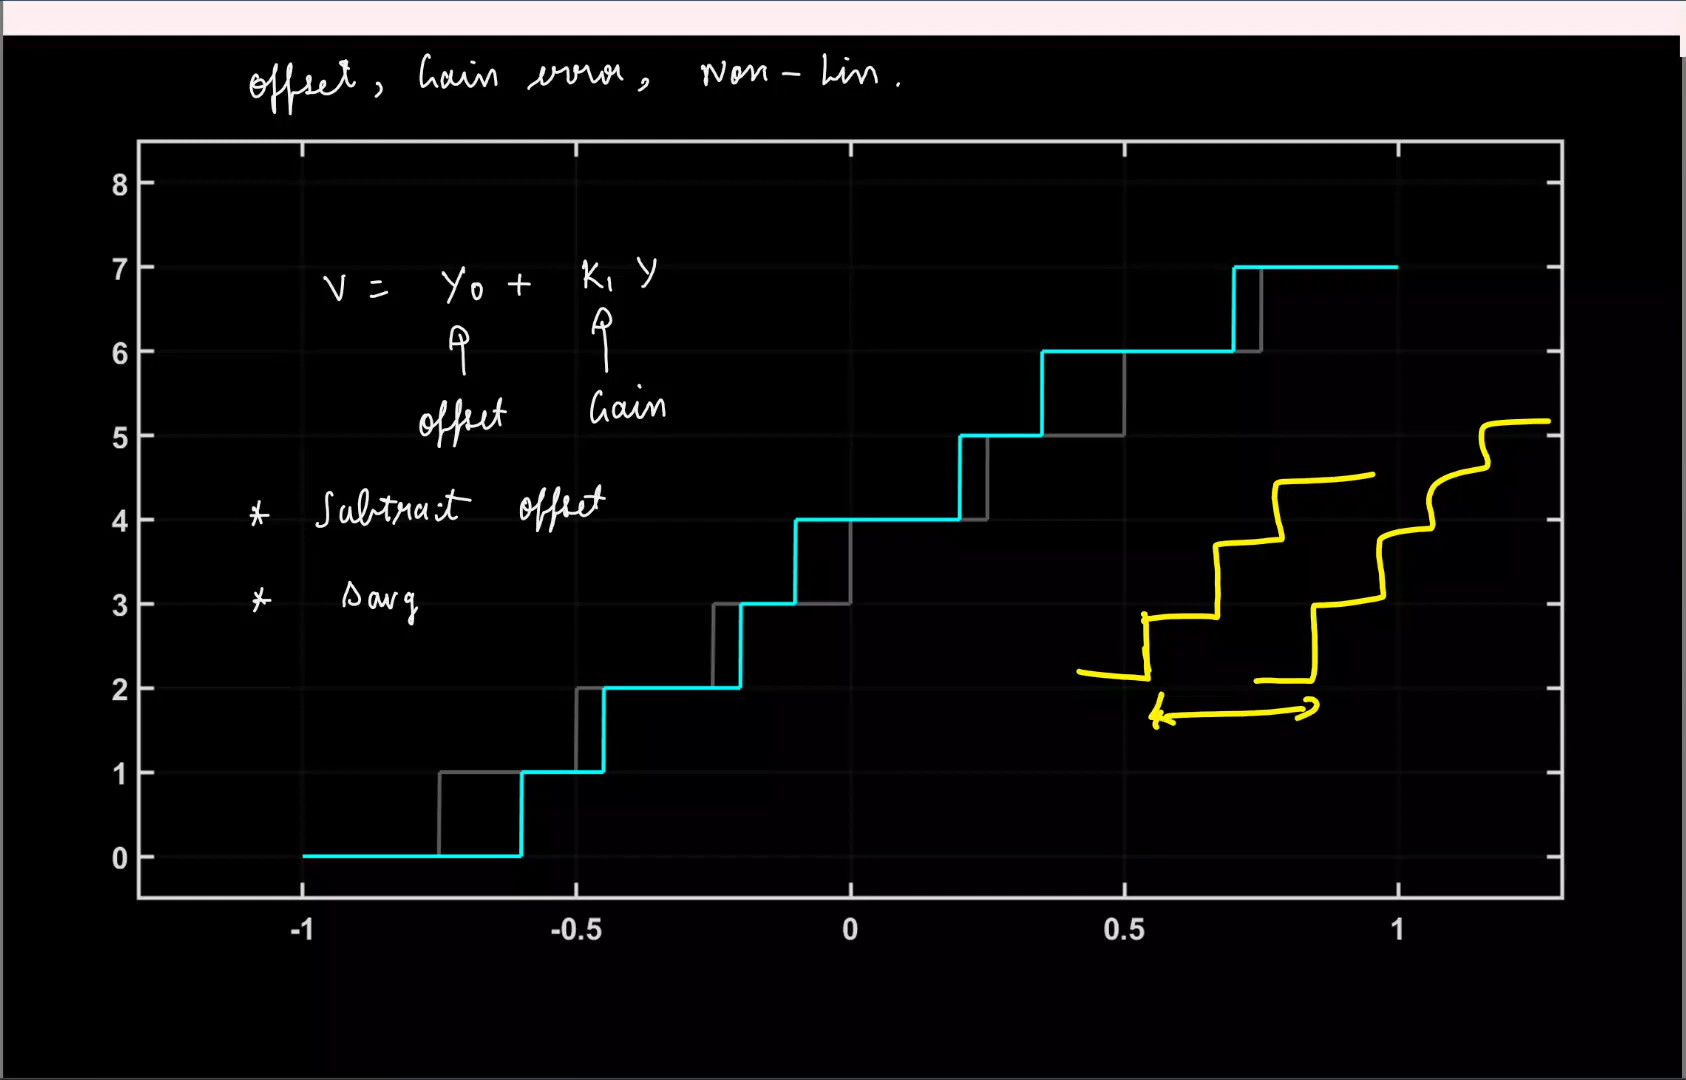 offset, Gain error, Non-Lin.
8
7
6
5
4
3
2
1
0
V = Y0 + K1 Y
offset Gain
* Subtract offset
* Δavg
-1 -0.5 0 0.5 1